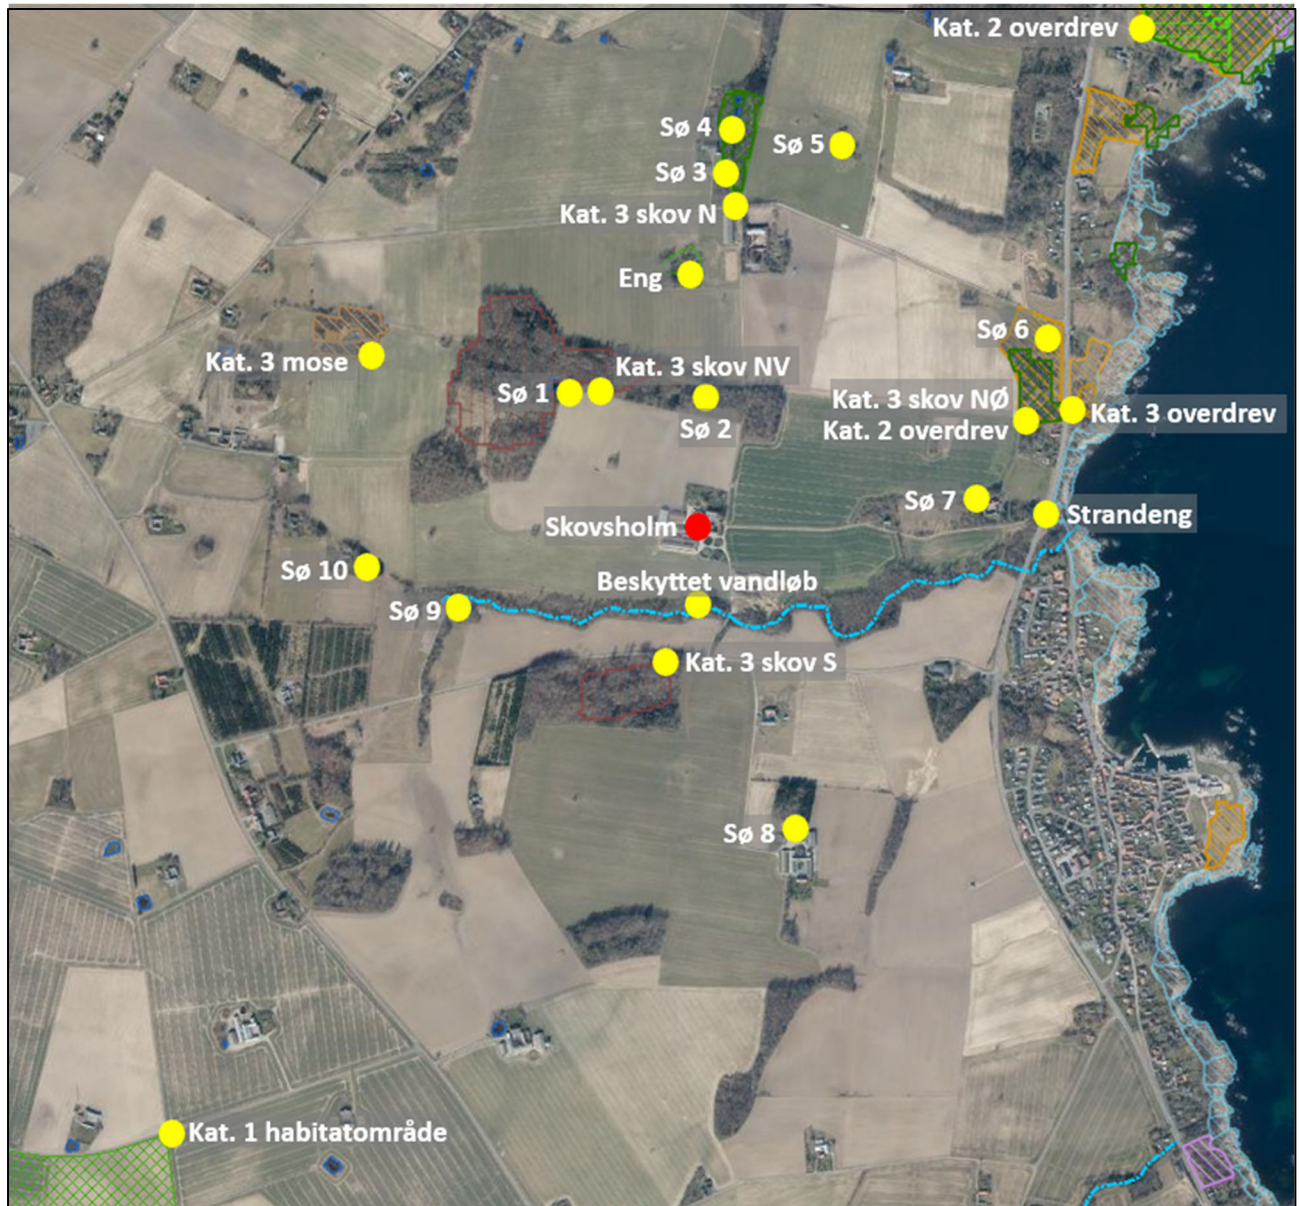 Kat. 2 overdrev
Sø 4
Sø 5
Sø 3
Kat. 3 skov N
Eng
Sø 6
Kat. 3 mose
Kat. 3 skov NV
Sø 1
Kat. 3 skov NØ
Kat. 3 overdrev
Sø 2
Kat. 2 overdrev
Sø 7
Strandeng
Skovsholm
Sø 10
Beskyttet vandløb
Sø 9
Kat. 3 skov S
Sø 8
Kat. 1 habitatområde